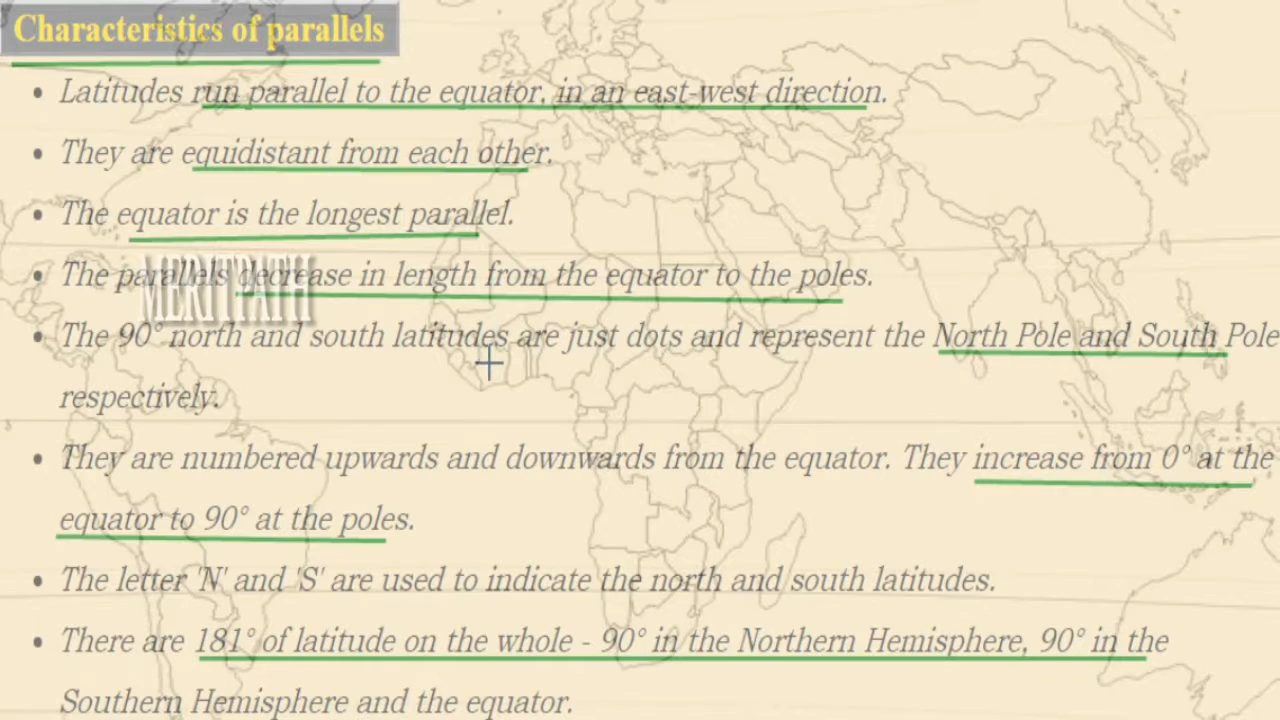 Characteristics of parallels
• Latitudes run parallel to the equator, in an east-west direction.
• They are equidistant from each other.
• The equator is the longest parallel.
• The parallels decrease in length from the equator to the poles.
MERITPATH
• The 90° north and south latitudes are just dots and represent the North Pole and South Pole
respectively.
• They are numbered upwards and downwards from the equator. They increase from 0° at the
equator to 90° at the poles.
• The letter 'N' and 'S' are used to indicate the north and south latitudes.
• There are 181° of latitude on the whole - 90° in the Northern Hemisphere, 90° in the
Southern Hemisphere and the equator.